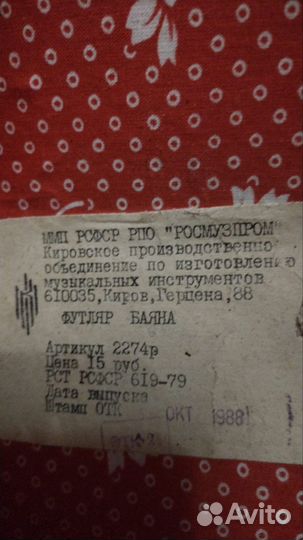 ММП РСФСР РПО "РОСМУЗПРОМ"
Кировское производственно
объединение по изготовлению
музыкальных инструментов
610035,Киров,Герцена,88
ФУТЛЯР БАЯНА
Артикул 2274р
Цена 15 руб
РСТ РСФСР 619-79
Дата выпуска
Штамп ОТК ОКТ 1988
Avito